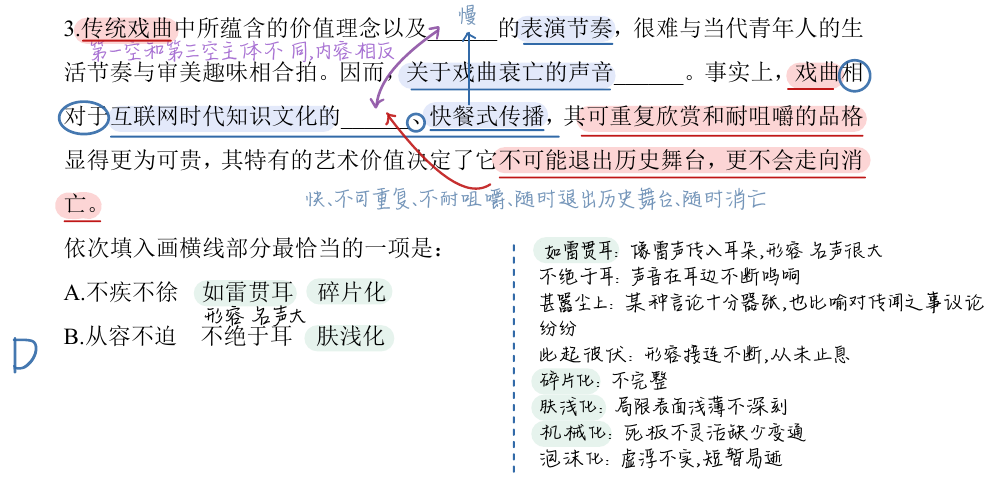 慢
3.传统戏曲中所蕴含的价值理念以及______的表演节奏，很难与当代青年人的生
第一空和第三空主体不同,内容相反
活节奏与审美趣味相合拍。因而，关于戏曲衰亡的声音______。事实上，戏曲相
对于互联网时代知识文化的______、快餐式传播，其可重复欣赏和耐咀嚼的品格
显得更为可贵，其特有的艺术价值决定了它不可能退出历史舞台，更不会走向消
亡。
快、不可重复、不耐咀嚼、随时退出历史舞台、随时消亡
依次填入画横线部分最恰当的一项是：
A.不疾不徐 如雷贯耳 碎片化
形容名声大
B.从容不迫 不绝于耳 肤浅化
D
如雷贯耳：像雷声传入耳朵,形容名声很大
不绝于耳：声音在耳边不断鸣响
甚嚣尘上：某种言论十分嚣张,也比喻对传闻之事议论
纷纷
此起彼伏：形容接连不断,从未止息
碎片化：不完整
肤浅化：局限表面浅薄不深刻
机械化：死板不灵活缺少变通
泡沫化：虚浮不实,短暂易逝